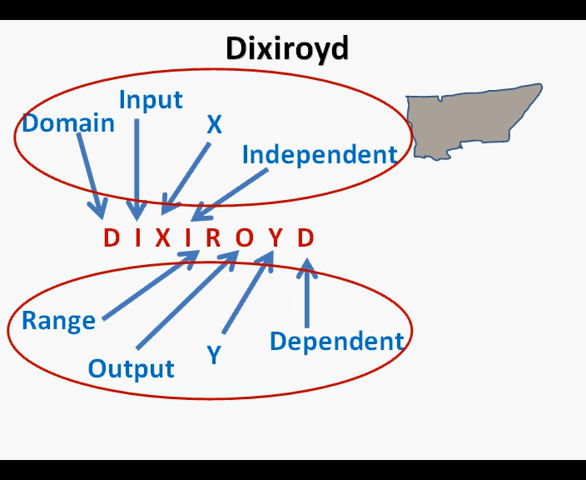 Dixiroyd
Input
Domain
X
Independent
D I X I R O Y D
Range
Output
Y
Dependent